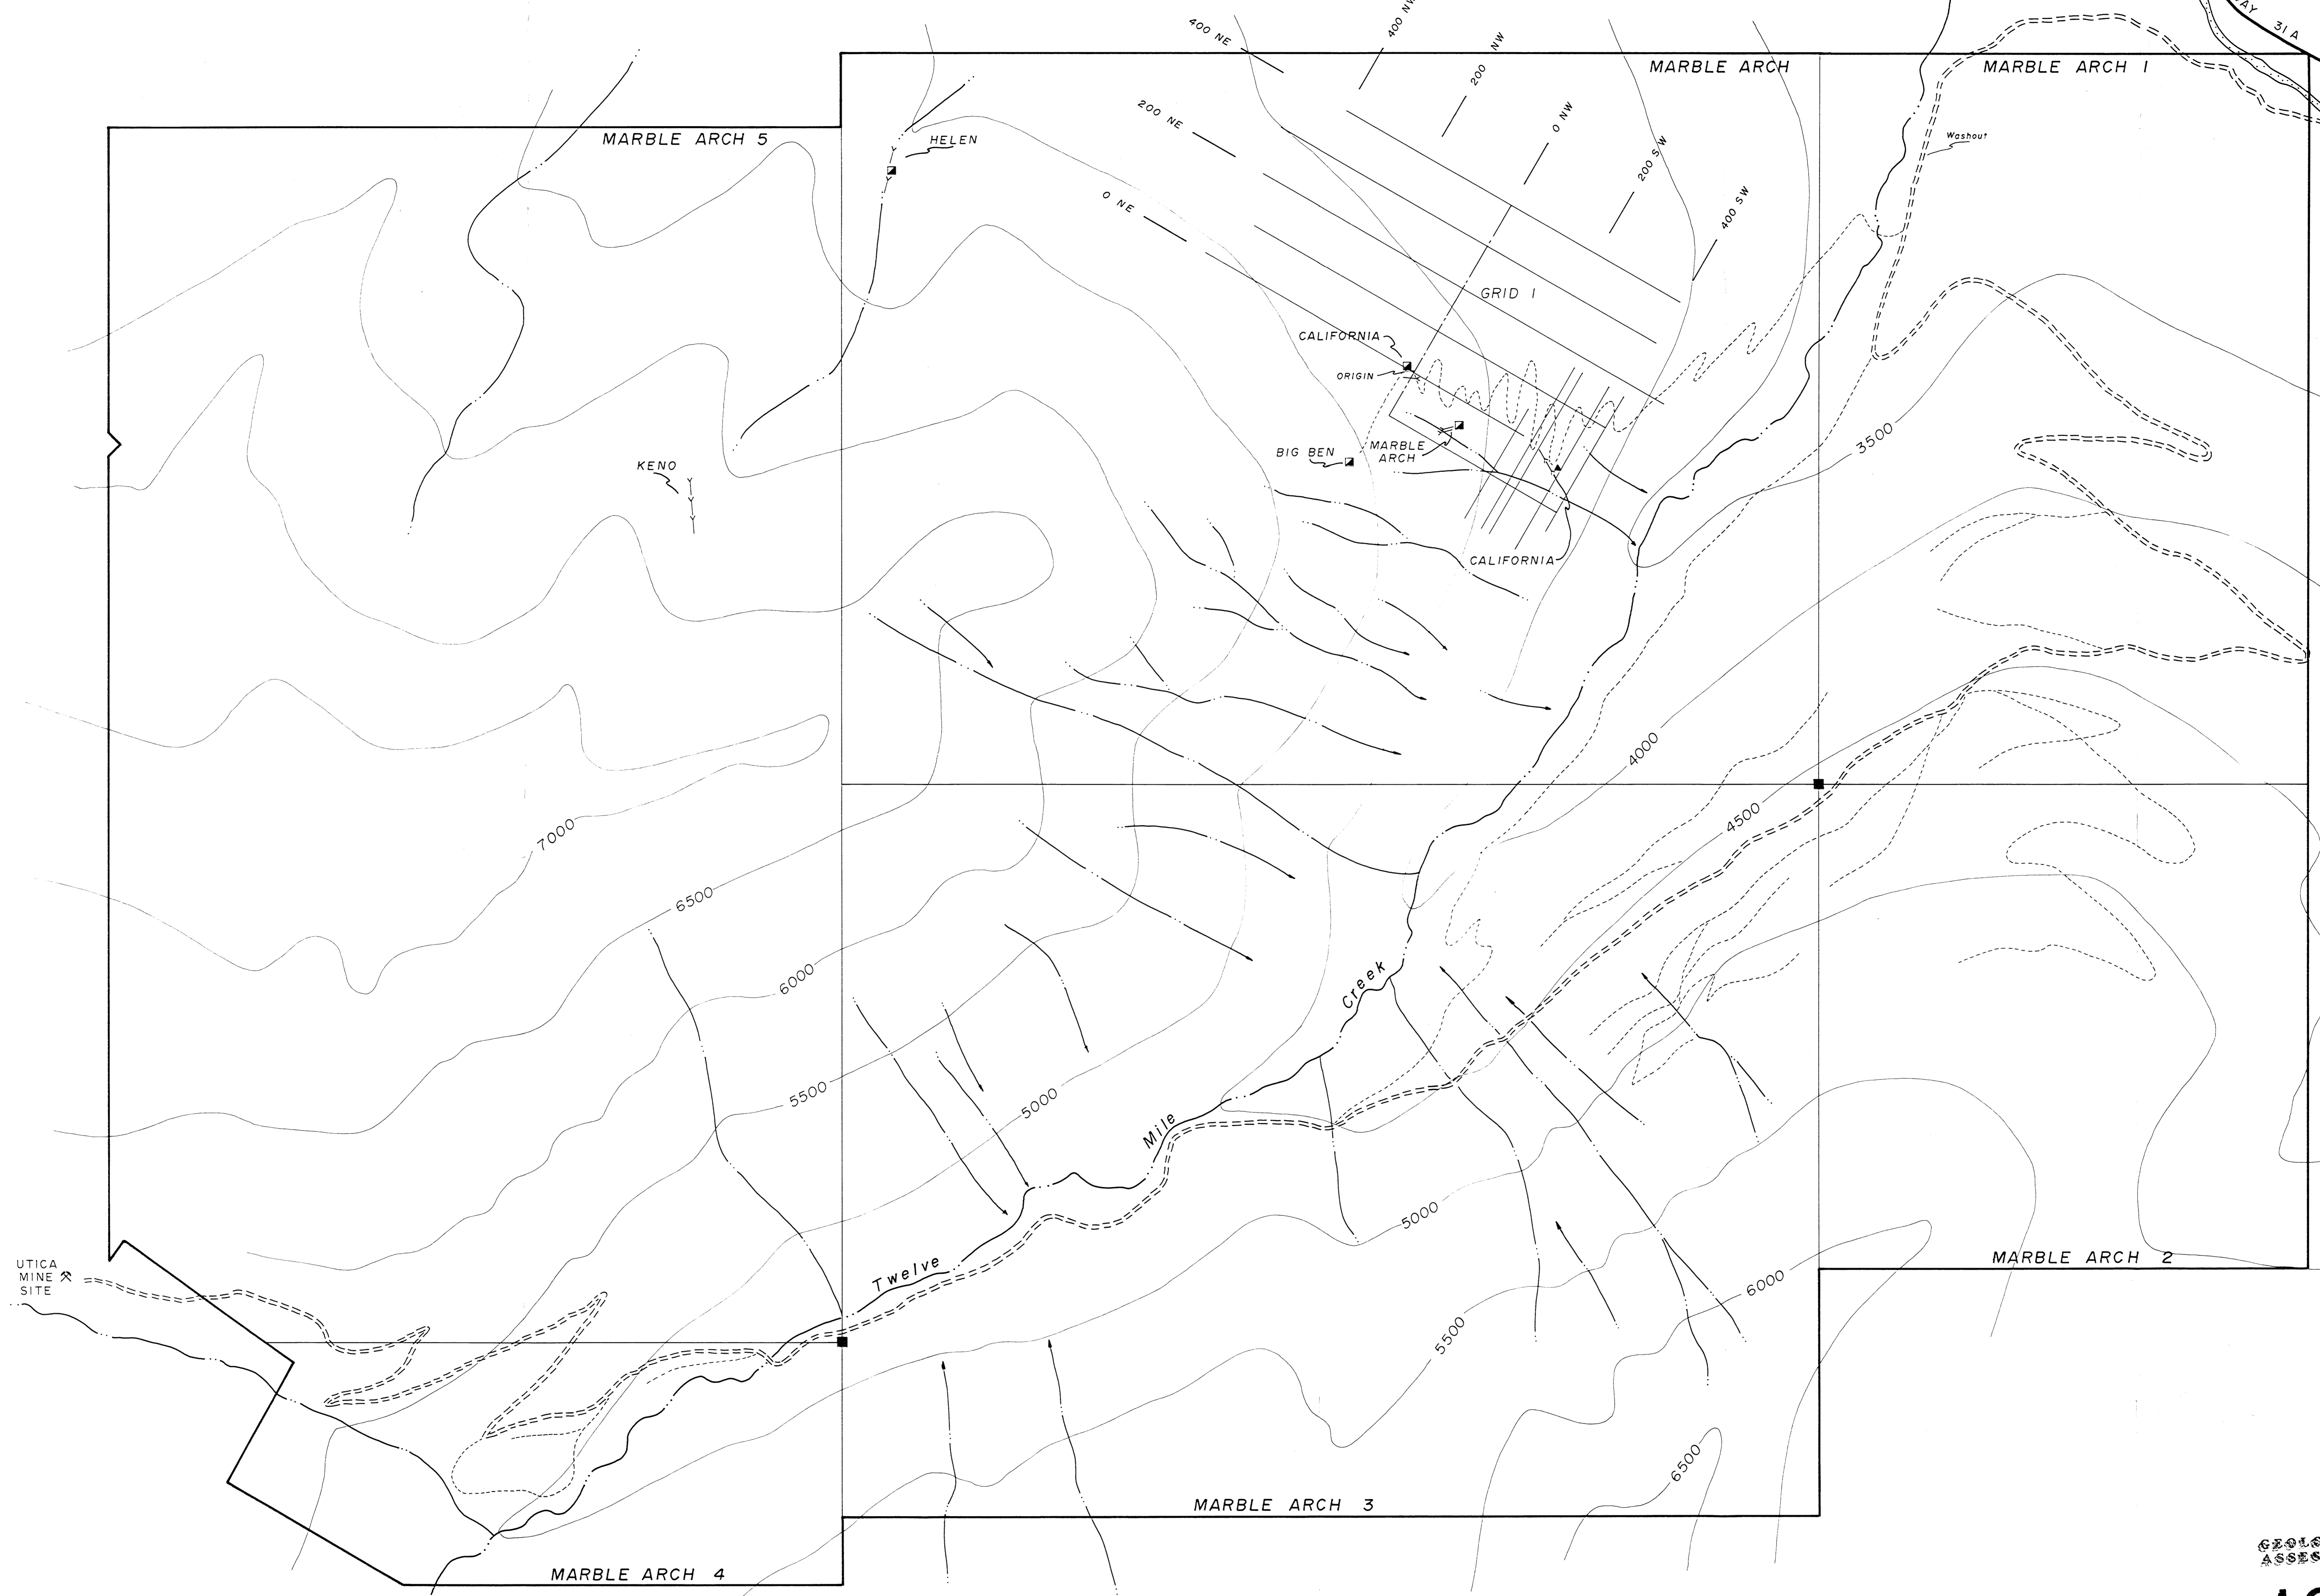 31 A
400 NE
400 NW
200 NW
MARBLE ARCH
MARBLE ARCH 1
MARBLE ARCH 5
HELEN
200 NE
0 NW
200 SW
400 SW
Washout
0 NE
GRID 1
CALIFORNIA
ORIGIN
3500
BIG BEN
MARBLE
ARCH
KENO
CALIFORNIA
4000
4500
7000
6500
6000
Creek
5500
5000
Mile
5000
Twelve
MARBLE ARCH 2
UTICA
MINE
SITE
6000
5500
6500
MARBLE ARCH 3
MARBLE ARCH 4